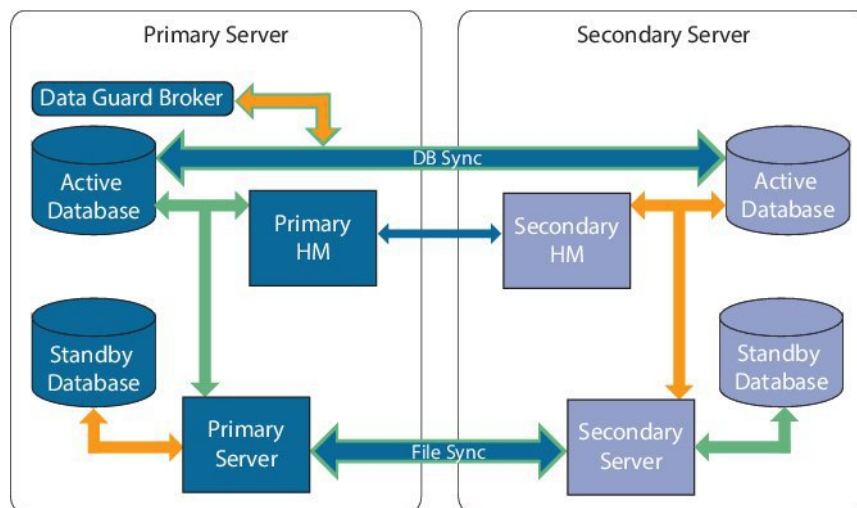 Primary Server
Secondary Server
Data Guard Broker
DB Sync
Active
Database
Active
Database
Primary
HM
Secondary
HM
Standby
Database
Standby
Database
Primary
Server
File Sync
Secondary
Server